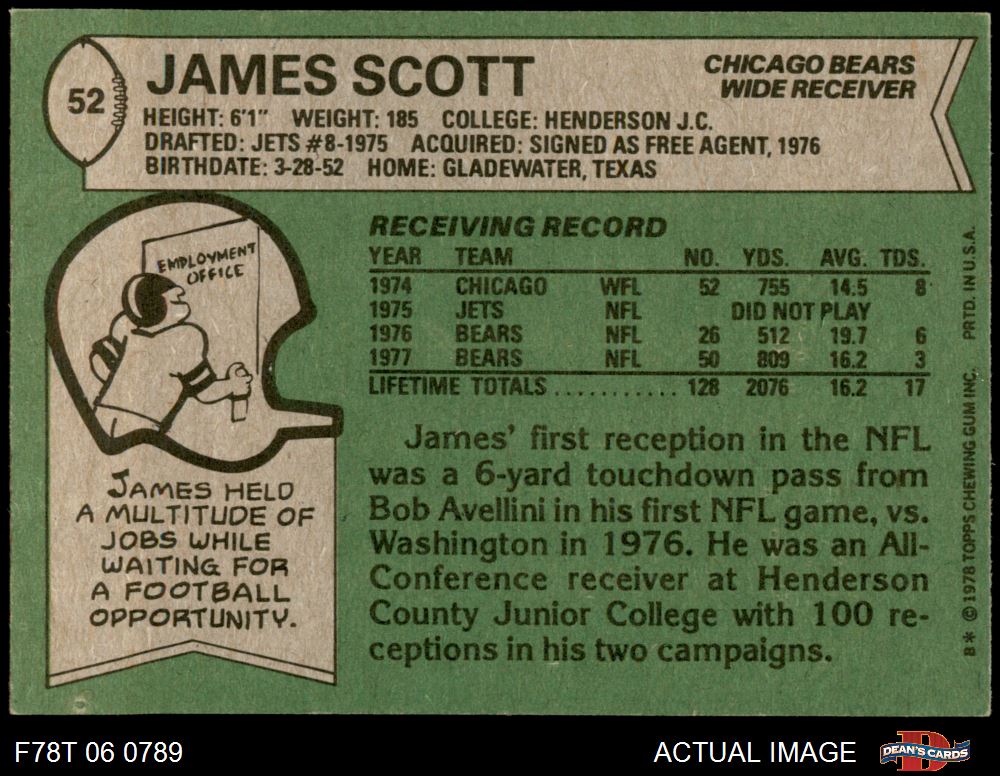 52
JAMES SCOTT
CHICAGO BEARS
WIDE RECEIVER
HEIGHT: 6'1" WEIGHT: 185 COLLEGE: HENDERSON J.C.
DRAFTED: JETS #8-1975 ACQUIRED: SIGNED AS FREE AGENT, 1976
BIRTHDATE: 3-28-52 HOME: GLADEWATER, TEXAS
EMPLOYMENT
OFFICE
JAMES HELD
A MULTITUDE OF
JOBS WHILE
WAITING FOR
A FOOTBALL
OPPORTUNITY.
RECEIVING RECORD
YEAR TEAM NO. YDS. AVG. TDS.
1974 CHICAGO WFL 52 755 14.5 8
1975 JETS NFL DID NOT PLAY
1976 BEARS NFL 26 512 19.7 6
1977 BEARS NFL 50 809 16.2 3
LIFETIME TOTALS........... 128 2076 16.2 17
James' first reception in the NFL
was a 6-yard touchdown pass from
Bob Avellini in his first NFL game, vs.
Washington in 1976. He was an All-
Conference receiver at Henderson
County Junior College with 100 re-
ceptions in his two campaigns.
B* © 1978 TOPPS CHEWING GUM INC. PRTD. IN U.S.A.
F78T 06 0789
ACTUAL IMAGE
D
DEAN'S CARDS